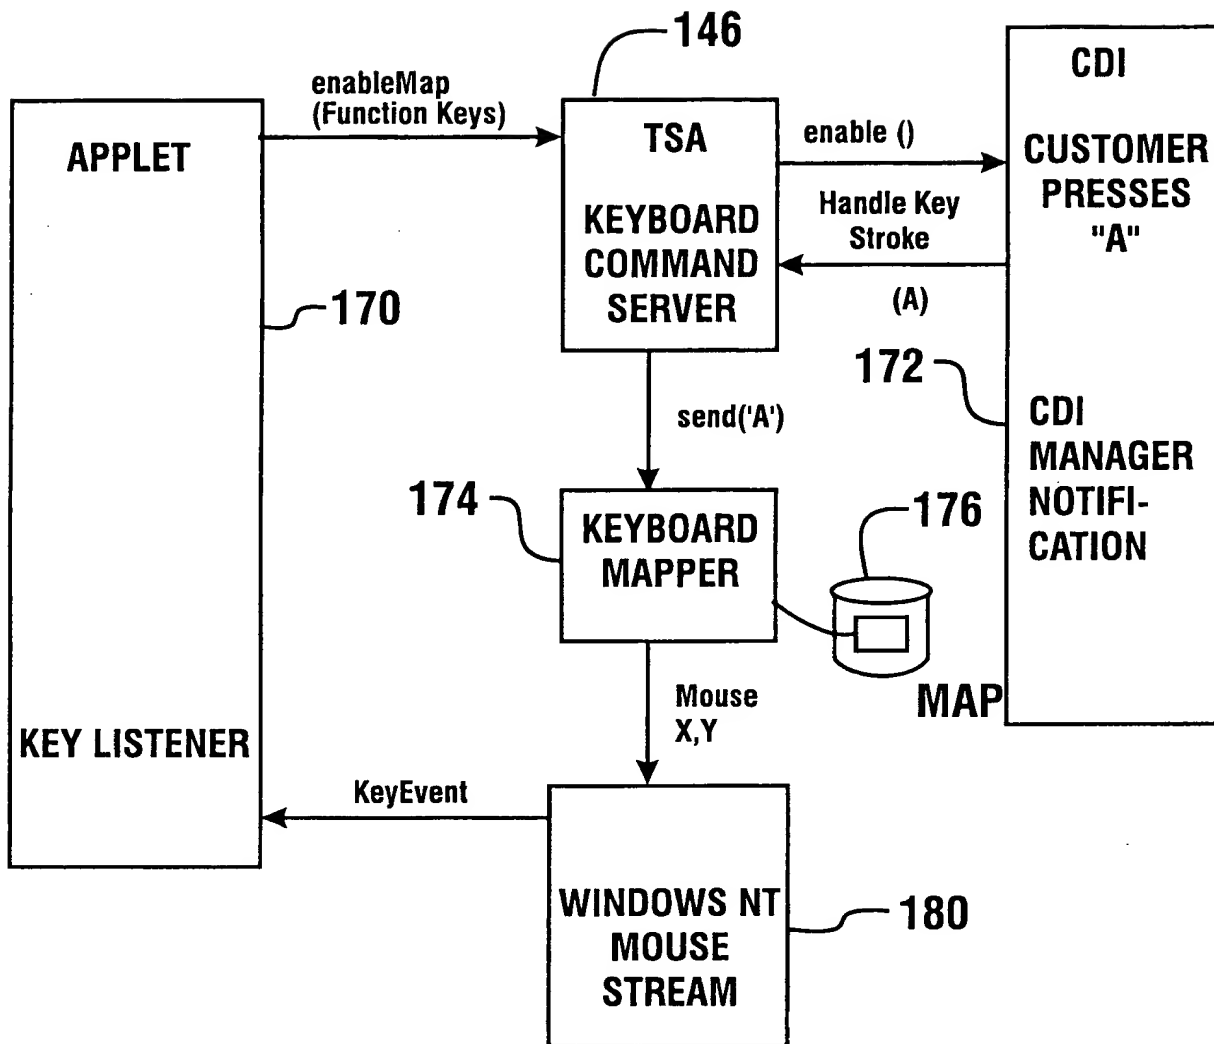 146
CDI
enableMap
(Function Keys)
APPLET
TSA
enable ()
CUSTOMER
PRESSES
"A"
KEYBOARD
COMMAND
SERVER
Handle Key
Stroke
(A)
170
172
CDI
MANAGER
NOTIFI-
CATION
send('A')
174
KEYBOARD
MAPPER
176
MAP
Mouse
X,Y
KEY LISTENER
KeyEvent
WINDOWS NT
MOUSE
STREAM
180